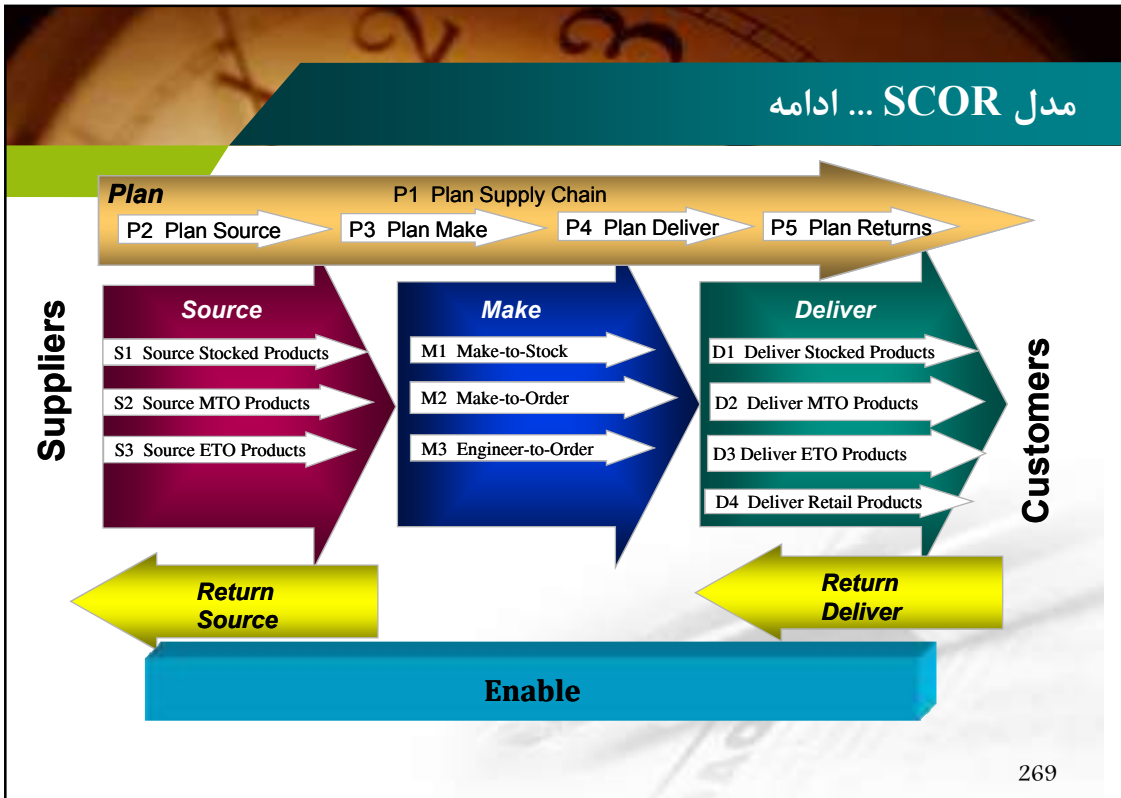 مدل SCOR ... ادامه
Plan
P1 Plan Supply Chain
P2 Plan Source
P3 Plan Make
P4 Plan Deliver
P5 Plan Returns
Suppliers
Source
S1 Source Stocked Products
S2 Source MTO Products
S3 Source ETO Products
Make
M1 Make-to-Stock
M2 Make-to-Order
M3 Engineer-to-Order
Deliver
D1 Deliver Stocked Products
D2 Deliver MTO Products
D3 Deliver ETO Products
D4 Deliver Retail Products
Customers
Return
Source
Return
Deliver
Enable
269